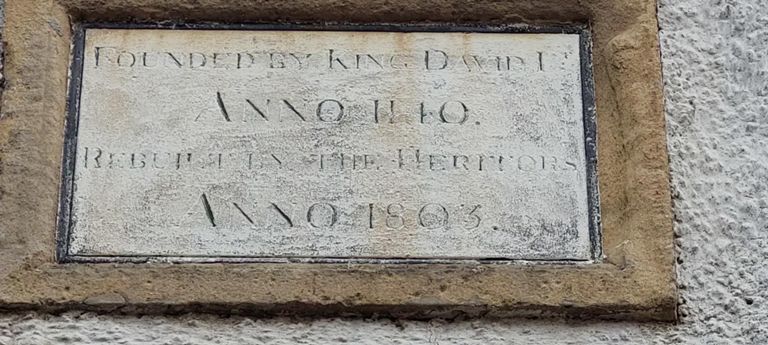 FOUNDED BY KING DAVID I
ANNO 1140.
REBUILT BY THE HERITORS
ANNO 1803.